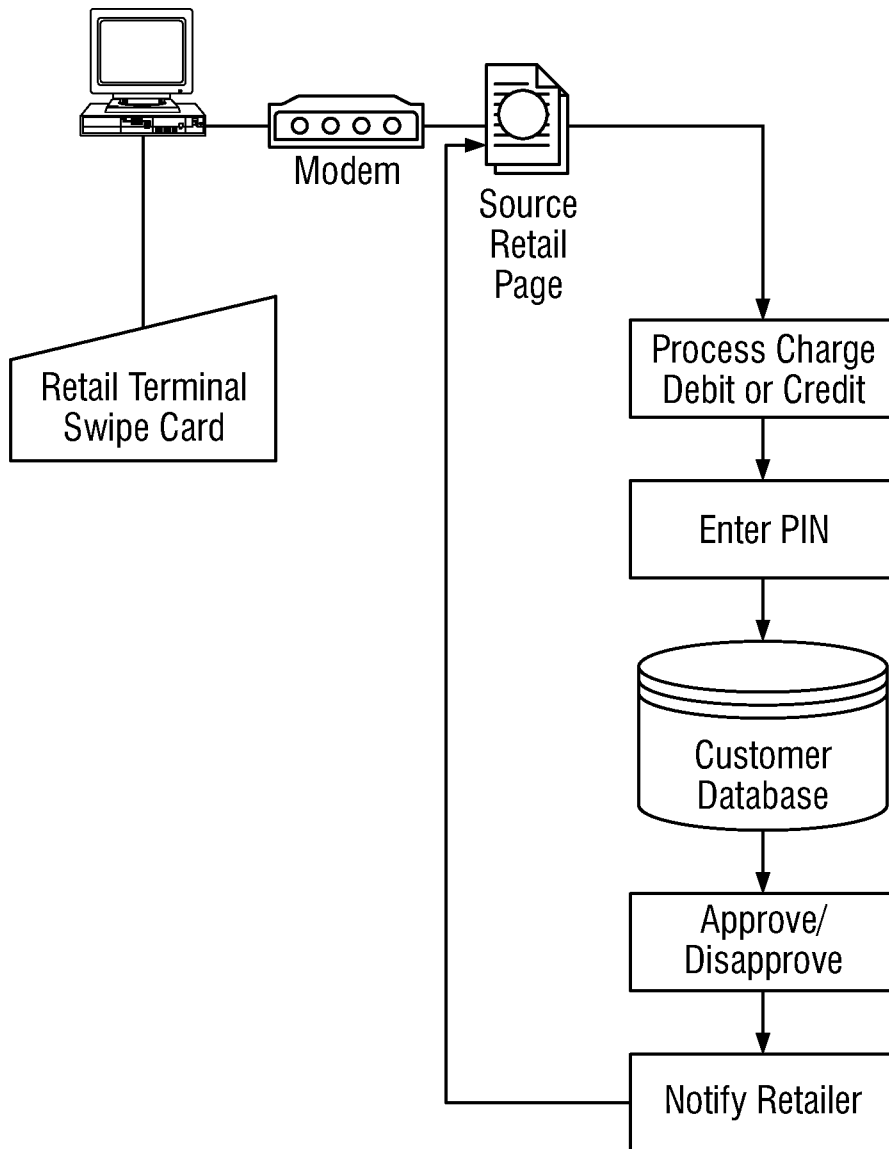 Modem
Source
Retail
Page
Retail Terminal
Swipe Card
Process Charge
Debit or Credit
Enter PIN
Customer
Database
Approve/
Disapprove
Notify Retailer